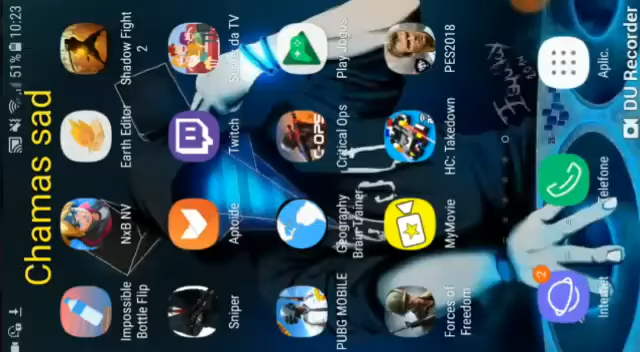 51% 10:23
Chamas sad
Impossible Bottle Flip
NxB NV
Earth Editor
Shadow Fight 2
Sniper
Aptoide
Twitch
da TV
PUBG MOBILE
Geography Brain Trainer
C-OPS
Critical Ops
Play Jogos
Forces of Freedom
MyMovie
HC: Takedown
PES2018
2
Internet
Telefone
Aplic.
DU Recorder